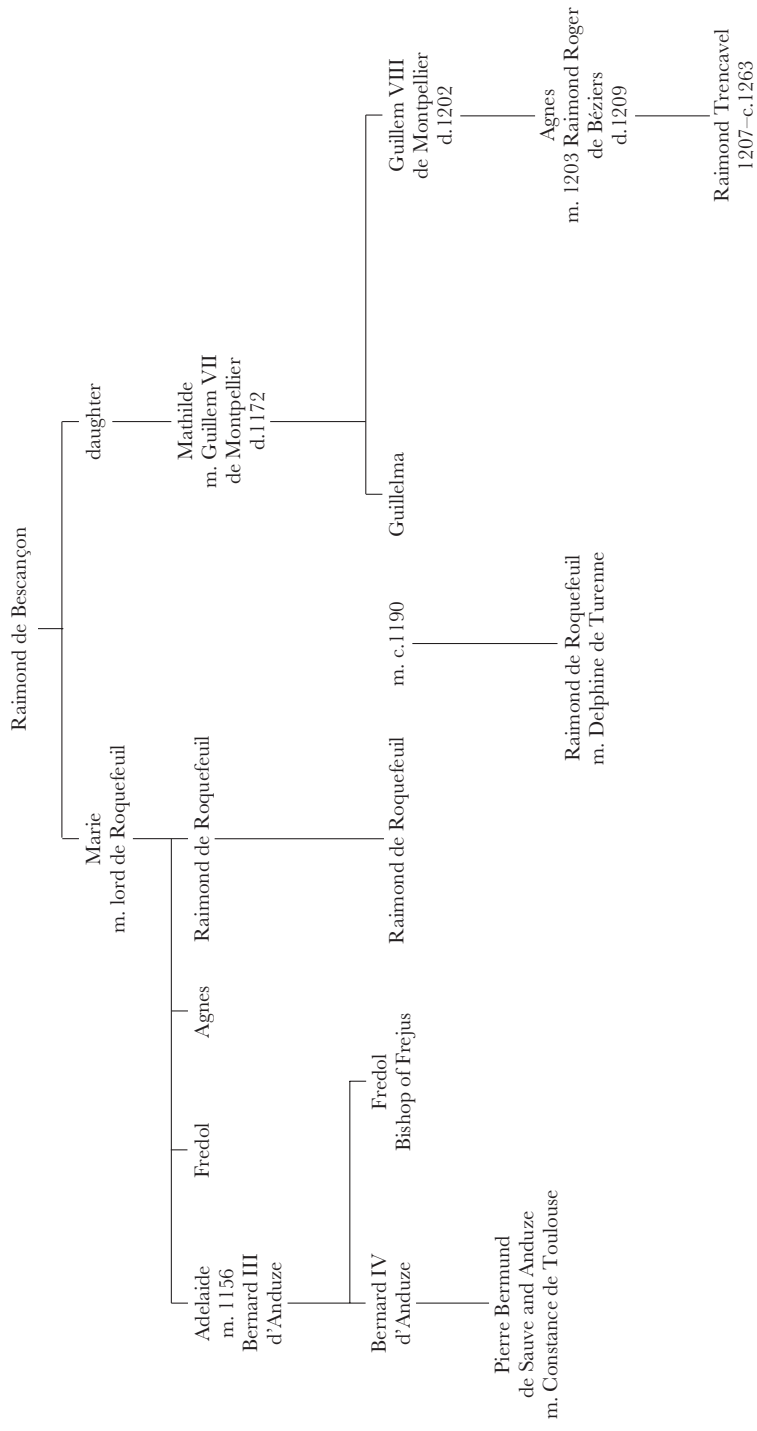 Raimond de Bescançon
Marie
m. lord de Roquefeuil
daughter
Adelaide
m. 1156
Bernard III
d'Anduze
Fredol
Agnes
Raimond de Roquefeuil
Mathilde
m. Guillem VII
de Montpellier
d.1172
Bernard IV
d'Anduze
Fredol
Bishop of Frejus
Raimond de Roquefeuil
m. c.1190
Guillelma
Guillem VIII
de Montpellier
d.1202
Pierre Bermund
de Sauve and Anduze
m. Constance de Toulouse
Raimond de Roquefeuil
m. Delphine de Turenne
Agnes
m. 1203 Raimond Roger
de Béziers
d.1209
Raimond Trencavel
1207–c.1263